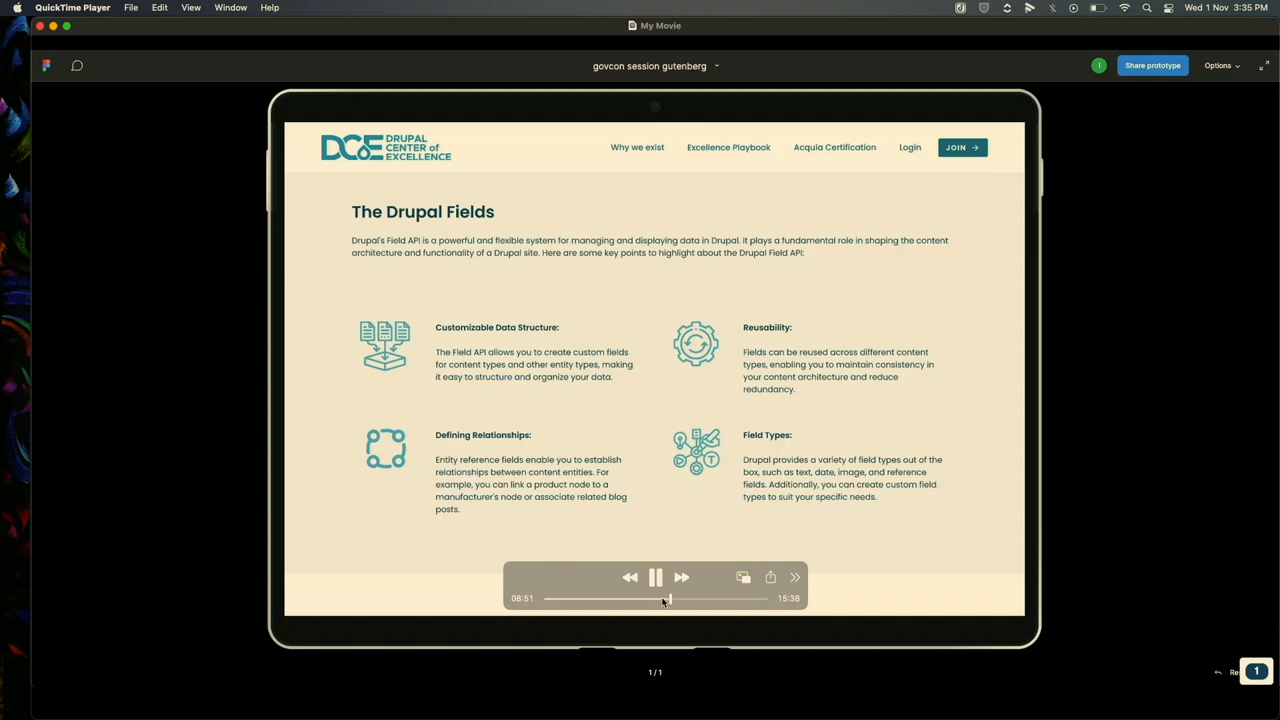 QuickTime Player File Edit View Window Help Wed 1 Nov 3:35 PM
My Movie
govcon session gutenberg
I Share prototype Options
DCE DRUPAL CENTER of EXCELLENCE
Why we exist Excellence Playbook Acquia Certification Login JOIN →
The Drupal Fields
Drupal's Field API is a powerful and flexible system for managing and displaying data in Drupal. It plays a fundamental role in shaping the content
architecture and functionality of a Drupal site. Here are some key points to highlight about the Drupal Field API:
Customizable Data Structure:
The Field API allows you to create custom fields
for content types and other entity types, making
it easy to structure and organize your data.
Reusability:
Fields can be reused across different content
types, enabling you to maintain consistency in
your content architecture and reduce
redundancy.
Defining Relationships:
Entity reference fields enable you to establish
relationships between content entities. For
example, you can link a product node to a
manufacturer's node or associate related blog
posts.
Field Types:
Drupal provides a variety of field types out of the
box, such as text, date, image, and reference
fields. Additionally, you can create custom field
types to suit your specific needs.
08:51 15:38
1 / 1
1